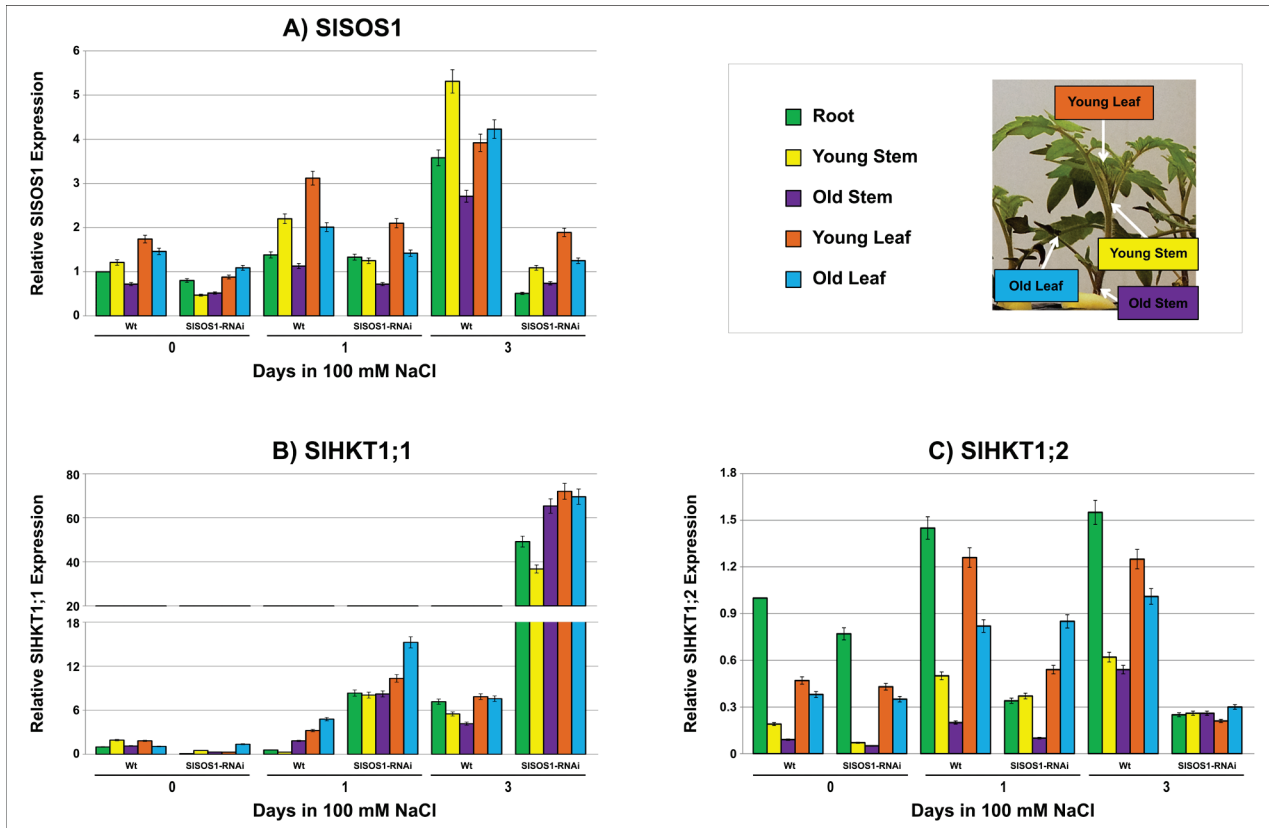 A) SlSOS1
Relative SlSOS1 Expression
6
5
4
3
2
1
0
Wt
SlSOS1-RNAi
Wt
SlSOS1-RNAi
Wt
SlSOS1-RNAi
0
1
3
Days in 100 mM NaCl
Root
Young Stem
Old Stem
Young Leaf
Old Leaf
Young Leaf
Young Stem
Old Leaf
Old Stem
B) SlHKT1;1
Relative SlHKT1;1 Expression
80
60
40
20
18
12
6
0
Wt
SlSOS1-RNAi
Wt
SlSOS1-RNAi
Wt
SlSOS1-RNAi
0
1
3
Days in 100 mM NaCl
C) SlHKT1;2
Relative SlHKT1;2 Expression
1.8
1.5
1.2
0.9
0.6
0.3
0
Wt
SlSOS1-RNAi
Wt
SlSOS1-RNAi
Wt
SlSOS1-RNAi
0
1
3
Days in 100 mM NaCl